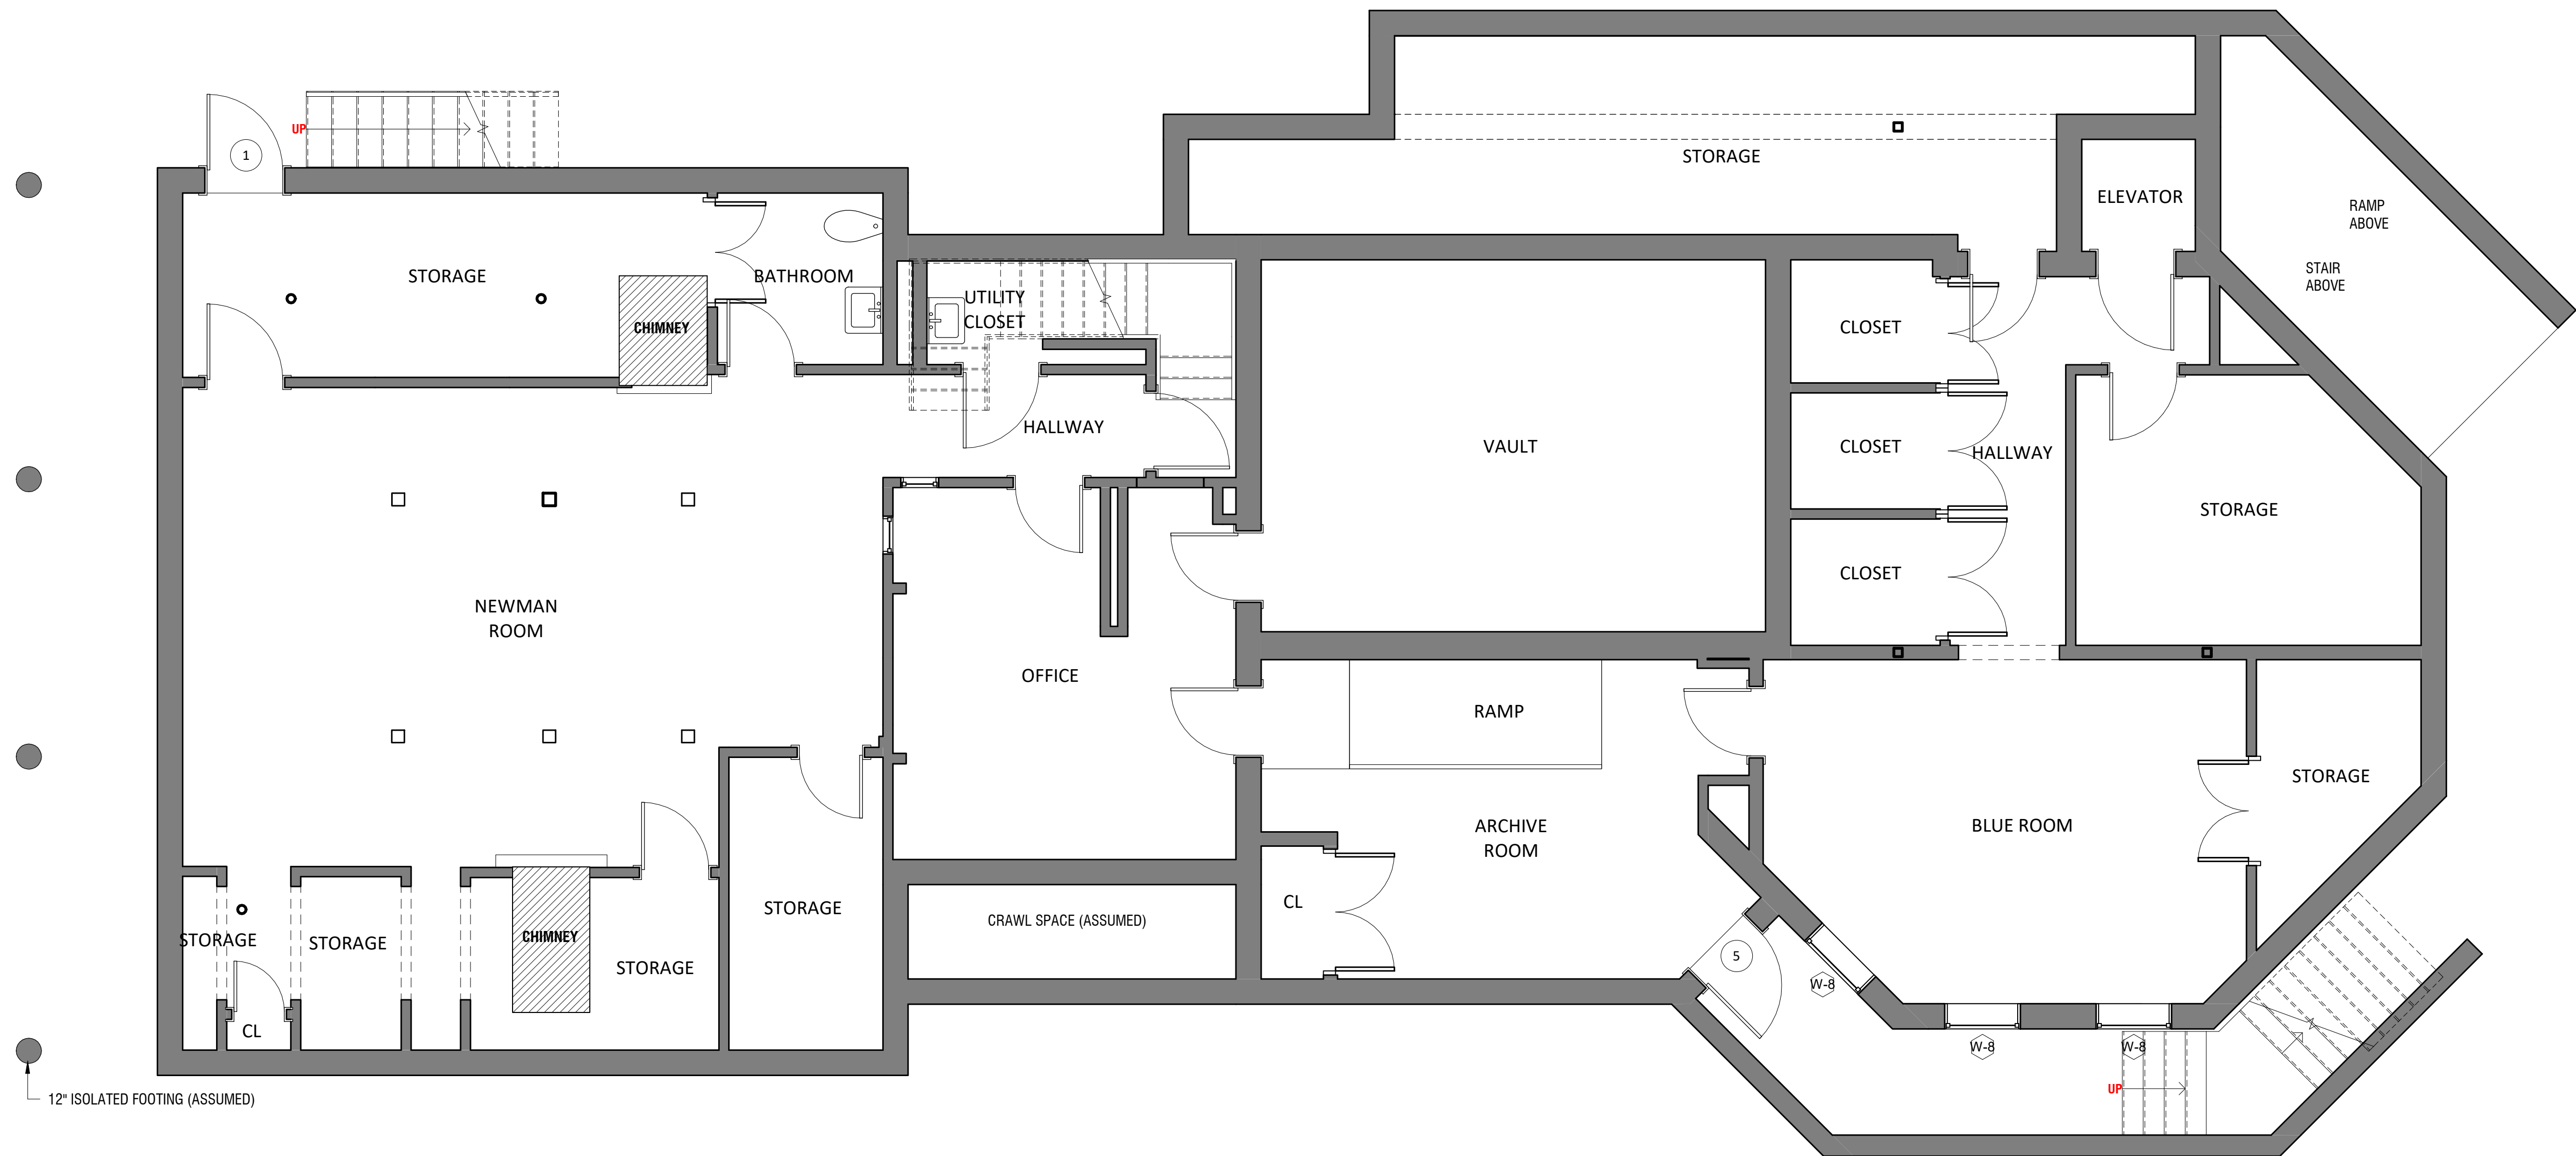 UP
1
STORAGE
CHIMNEY
BATHROOM
UTILITY
CLOSET
HALLWAY
STORAGE
ELEVATOR
RAMP
ABOVE
STAIR
ABOVE
CLOSET
CLOSET
CLOSET
HALLWAY
VAULT
STORAGE
NEWMAN
ROOM
OFFICE
RAMP
ARCHIVE
ROOM
BLUE ROOM
STORAGE
STORAGE
STORAGE
CHIMNEY
STORAGE
STORAGE
CL
CRAWL SPACE (ASSUMED)
CL
5
W-8
W-8
W-8
UP
12" ISOLATED FOOTING (ASSUMED)